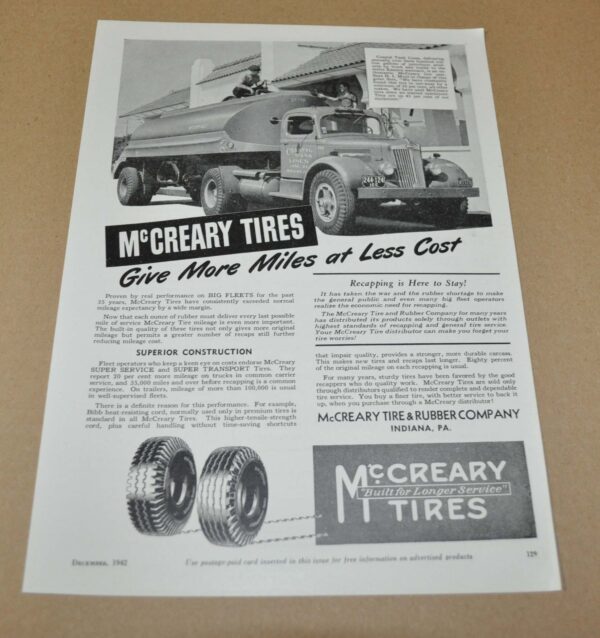 McCREARY TIRES
Give More Miles at Less Cost
Proven by real performance on BIG FLEETS for the past
25 years, McCreary Tires have consistently exceeded normal
mileage expectancy by a wide margin.
Now that each ounce of rubber must deliver every last possible
mile of service McCreary Tire mileage is even more important.
The built-in quality of these tires not only gives more original
mileage but permits a greater number of recaps still further
reducing mileage cost.
SUPERIOR CONSTRUCTION
Fleet operators who keep a keen eye on costs endorse McCreary
SUPER SERVICE and SUPER TRANSPORT Tires. They
report 20 per cent more mileage on trucks in common carrier
service, and 35,000 miles and over before recapping is a common
experience. On trailers, mileage of more than 100,000 is usual
in well-supervised fleets.
There is a definite reason for this performance. For example,
Bibb heat-resisting cord, normally used only in premium tires is
standard in all McCreary Tires. This higher-tensile-strength
cord, plus careful handling without time-saving shortcuts
Recapping is Here to Stay!
It has taken the war and the rubber shortage to make
the general public and even many big fleet operators
realize the economic need for recapping.
The McCreary Tire and Rubber Company for many years
has distributed its products solely through outlets with
highest standards of recapping and general tire service.
Your McCreary Tire distributor can make you forget your
tire worries!
that impair quality, provides a stronger, more durable carcass.
This makes new tires and recaps last longer. Eighty percent
of the original mileage on each recapping is usual.
For many years, sturdy tires have been favored by the good
recappers who do quality work. McCreary Tires are sold only
through distributors qualified to render complete and dependable
tire service. You buy a finer tire, with better service to back it
up, when you purchase through a McCreary distributor!
McCREARY TIRE & RUBBER COMPANY
INDIANA, PA.
McCREARY
"Built for Longer Service"
TIRES
December, 1942
Use postage-paid card inserted in this issue for free information on advertised products
129